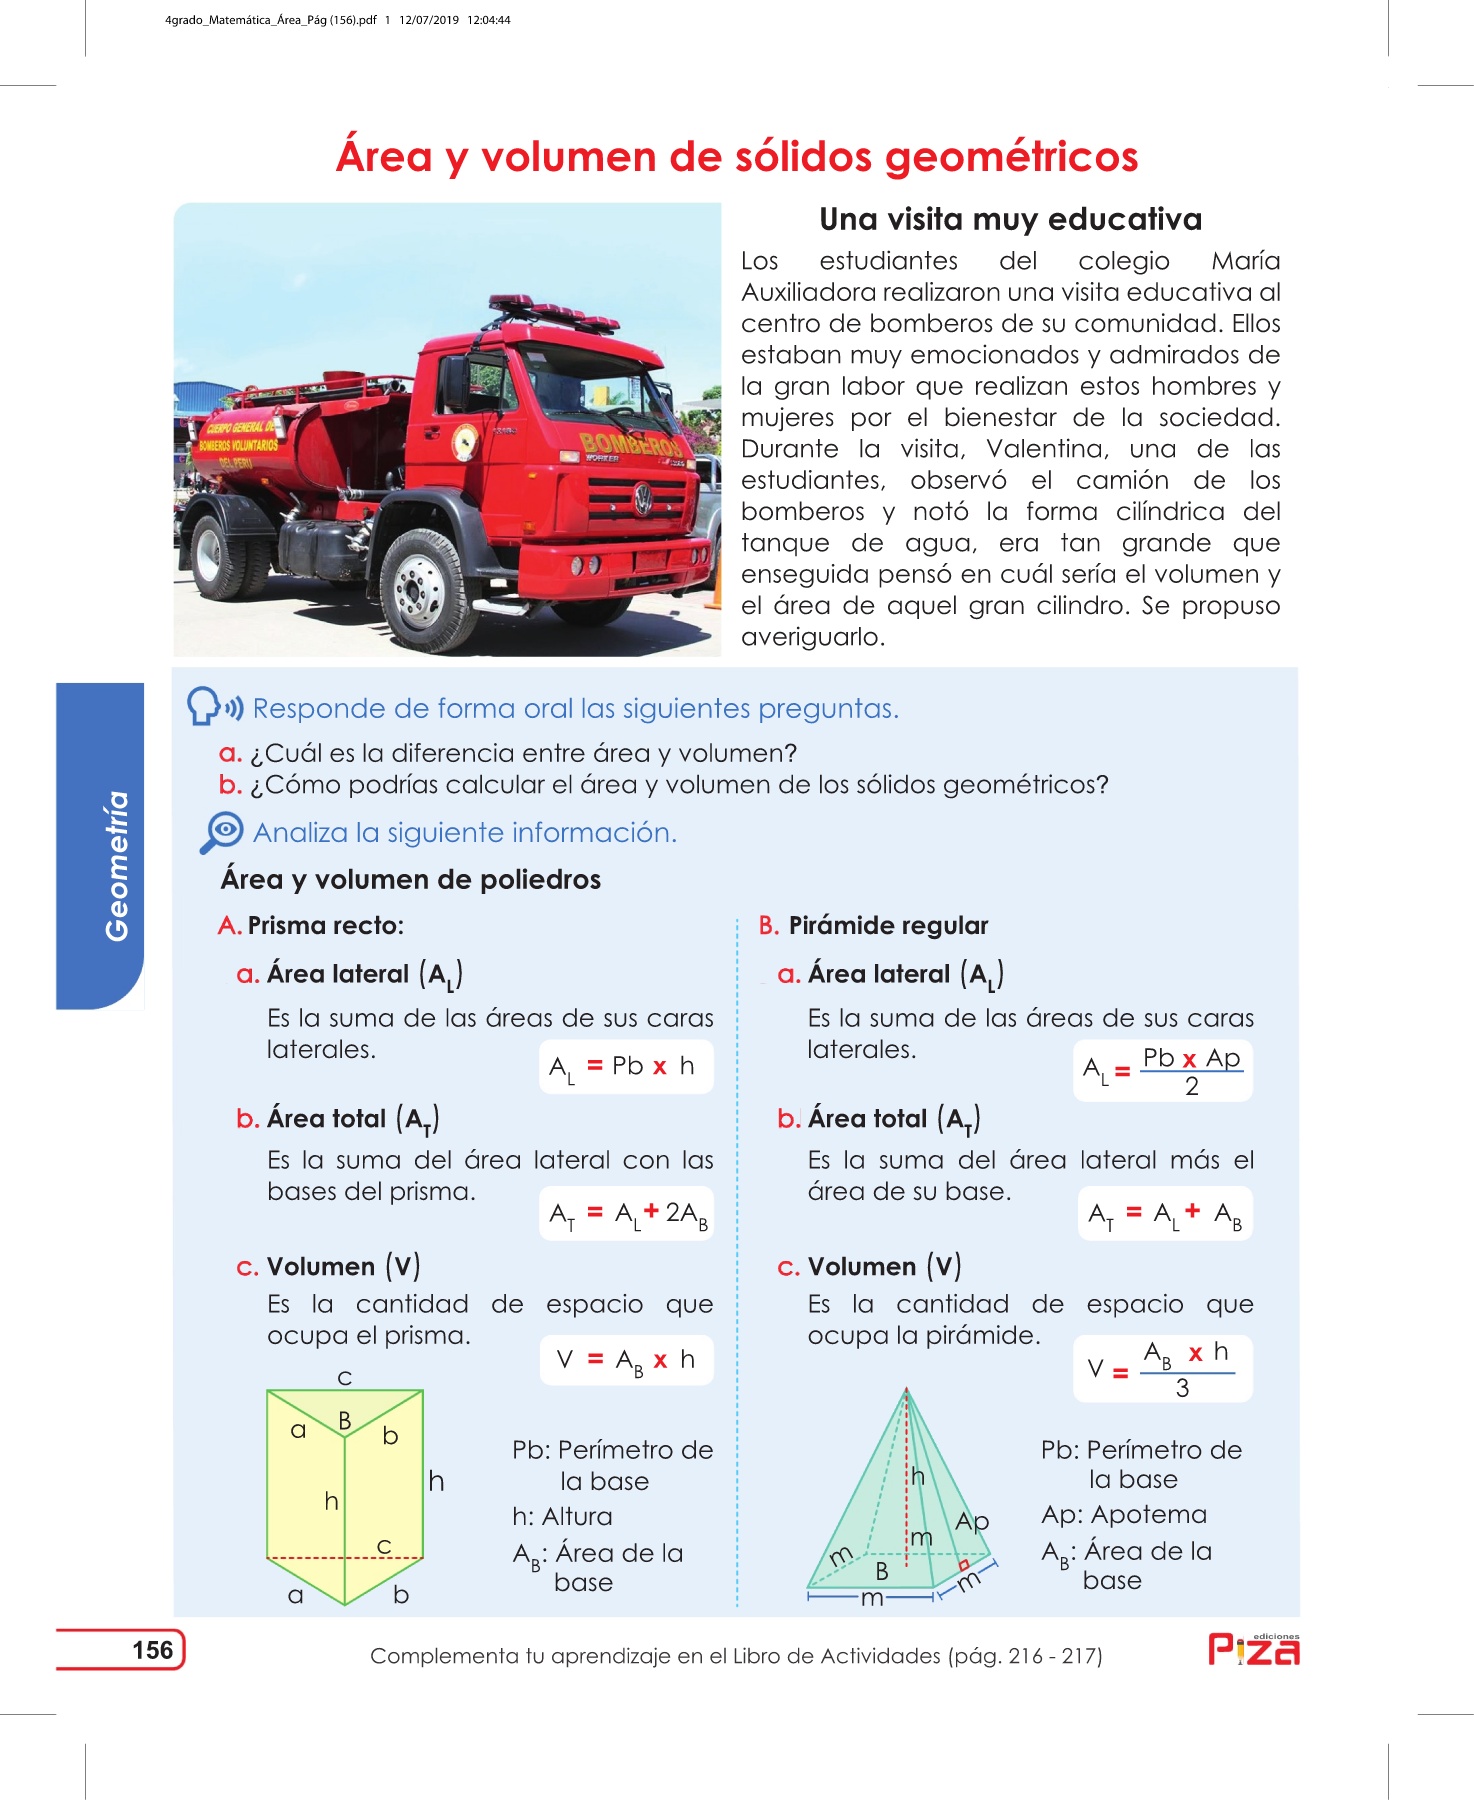 4grado_Matemática_Área_Pág (156).pdf 1 12/07/2019 12:04:44
Área y volumen de sólidos geométricos
CUERPO GENERAL DE
BOMBEROS VOLUNTARIOS
DEL PERÚ
BOMBEROS
WORKER
Una visita muy educativa
Los estudiantes del colegio María
Auxiliadora realizaron una visita educativa al
centro de bomberos de su comunidad. Ellos
estaban muy emocionados y admirados de
la gran labor que realizan estos hombres y
mujeres por el bienestar de la sociedad.
Durante la visita, Valentina, una de las
estudiantes, observó el camión de los
bomberos y notó la forma cilíndrica del
tanque de agua, era tan grande que
enseguida pensó en cuál sería el volumen y
el área de aquel gran cilindro. Se propuso
averiguarlo.
Responde de forma oral las siguientes preguntas.
a. ¿Cuál es la diferencia entre área y volumen?
b. ¿Cómo podrías calcular el área y volumen de los sólidos geométricos?
Analiza la siguiente información.
Geometría
Área y volumen de poliedros
A. Prisma recto:
a. Área lateral (A_L)
Es la suma de las áreas de sus caras
laterales.
A_L = Pb x h
b. Área total (A_T)
Es la suma del área lateral con las
bases del prisma.
A_T = A_L + 2A_B
c. Volumen (V)
Es la cantidad de espacio que
ocupa el prisma.
V = A_B x h
c
a B b
h
h
c
a b
Pb: Perímetro de
la base
h: Altura
A_B: Área de la
base
B. Pirámide regular
a. Área lateral (A_L)
Es la suma de las áreas de sus caras
laterales.
A_L = Pb x Ap
2
b. Área total (A_T)
Es la suma del área lateral más el
área de su base.
A_T = A_L + A_B
c. Volumen (V)
Es la cantidad de espacio que
ocupa la pirámide.
V = A_B x h
3
h
Ap
m
m
B
m
m
Pb: Perímetro de
la base
Ap: Apotema
A_B: Área de la
base
156
Complementa tu aprendizaje en el Libro de Actividades (pág. 216 - 217)
ediciones
Piza